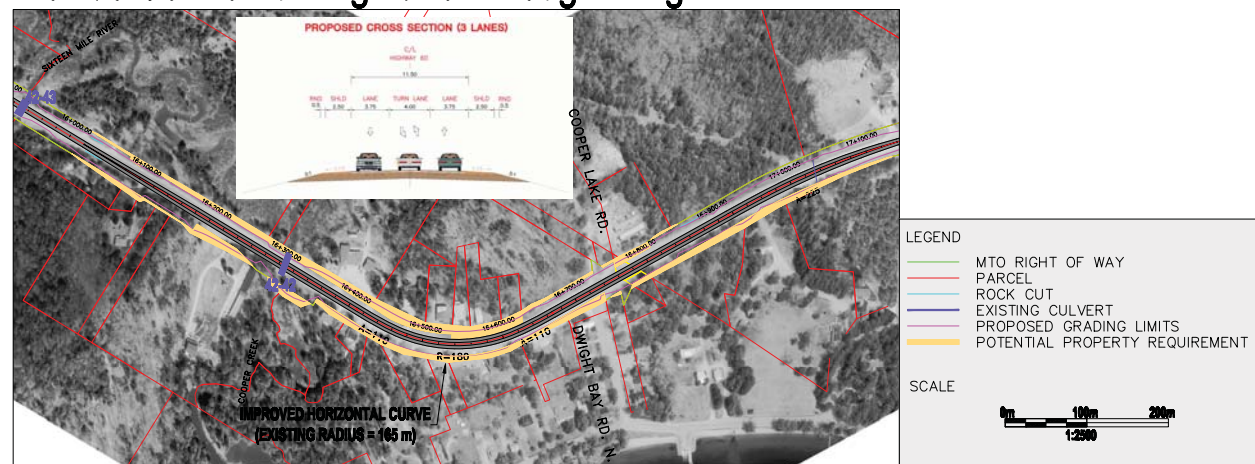 SIXTEEN MILE RIVER
PROPOSED CROSS SECTION (3 LANES)
C/L
HIGHWAY 60
11.50
RND SHLD LANE TURN LANE LANE SHLD RND
0.5 2.50 3.75 4.00 3.75 2.50 0.5
42-43
16+000.00
16+100.00
16+200.00
16+300.00
16+400.00
16+500.00
16+600.00
16+700.00
16+800.00
16+900.00
17+000.00
17+100.00
COOPER LAKE RD.
A=225
A=110
R=180
A=110
COOPER CREEK
DWIGHT BAY RD. N.
IMPROVED HORIZONTAL CURVE
(EXISTING RADIUS = 165 m)
LEGEND
MTO RIGHT OF WAY
PARCEL
ROCK CUT
EXISTING CULVERT
PROPOSED GRADING LIMITS
POTENTIAL PROPERTY REQUIREMENT
SCALE
0m 100m 200m
1:2500